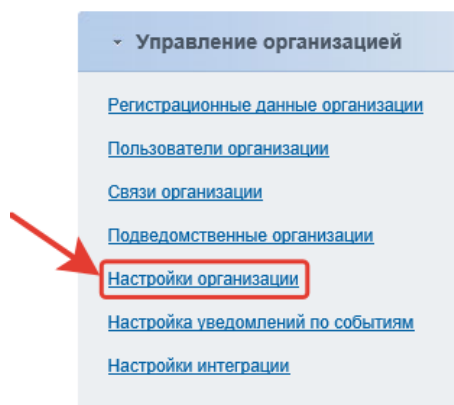 Управление организацией
Регистрационные данные организации
Пользователи организации
Связи организации
Подведомственные организации
Настройки организации
Настройка уведомлений по событиям
Настройки интеграции